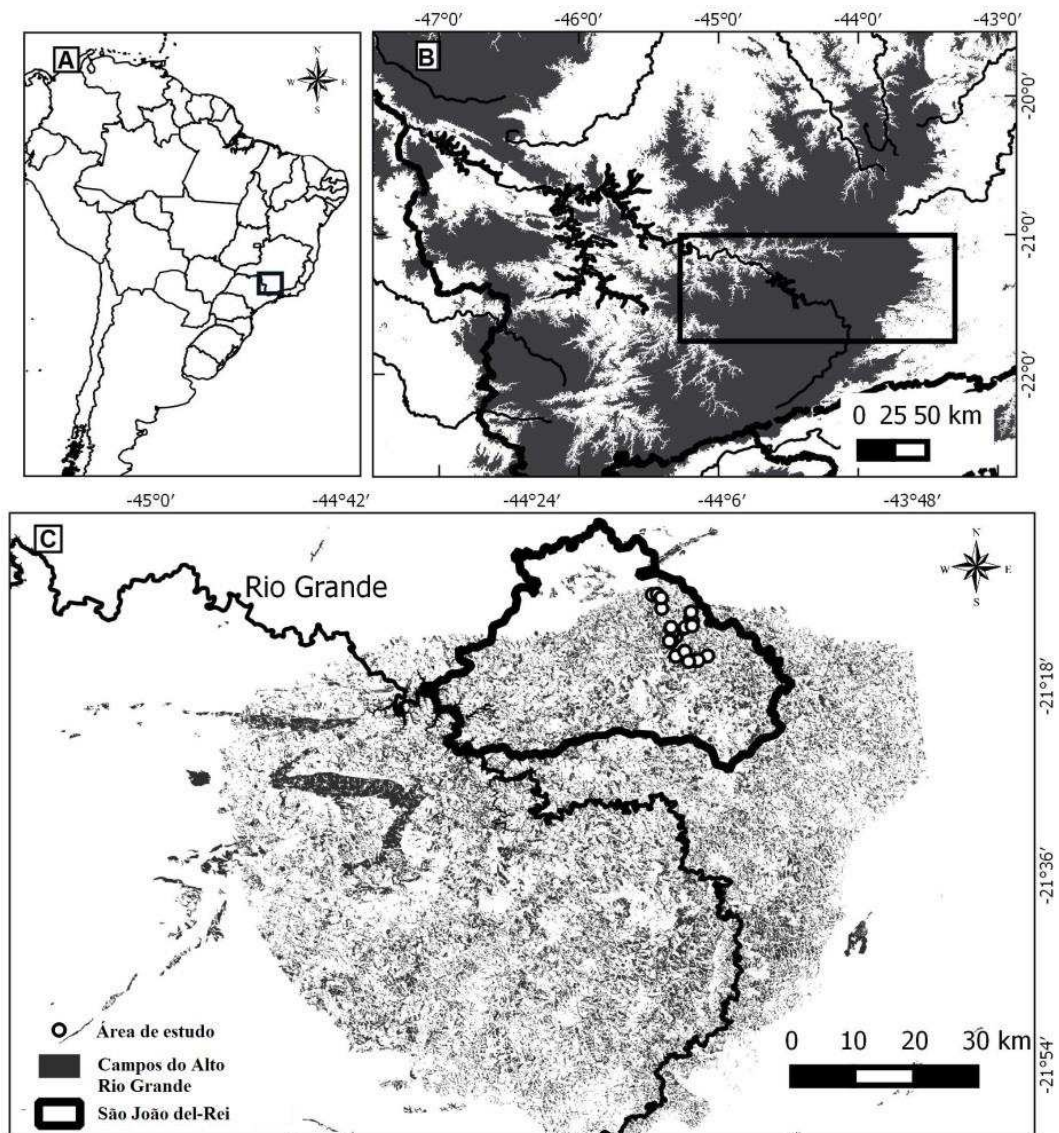 A
N
W E
S
-47°0' -46°0' -45°0' -44°0' -43°0'
B
-20°0'
-21°0'
-22°0'
0 25 50 km
-45°0' -44°42' -44°24' -44°6' -43°48'
C
N
W E
S
Rio Grande
-21°18'
-21°36'
-21°54'
Área de estudo
Campos do Alto
Rio Grande
São João del-Rei
0 10 20 30 km